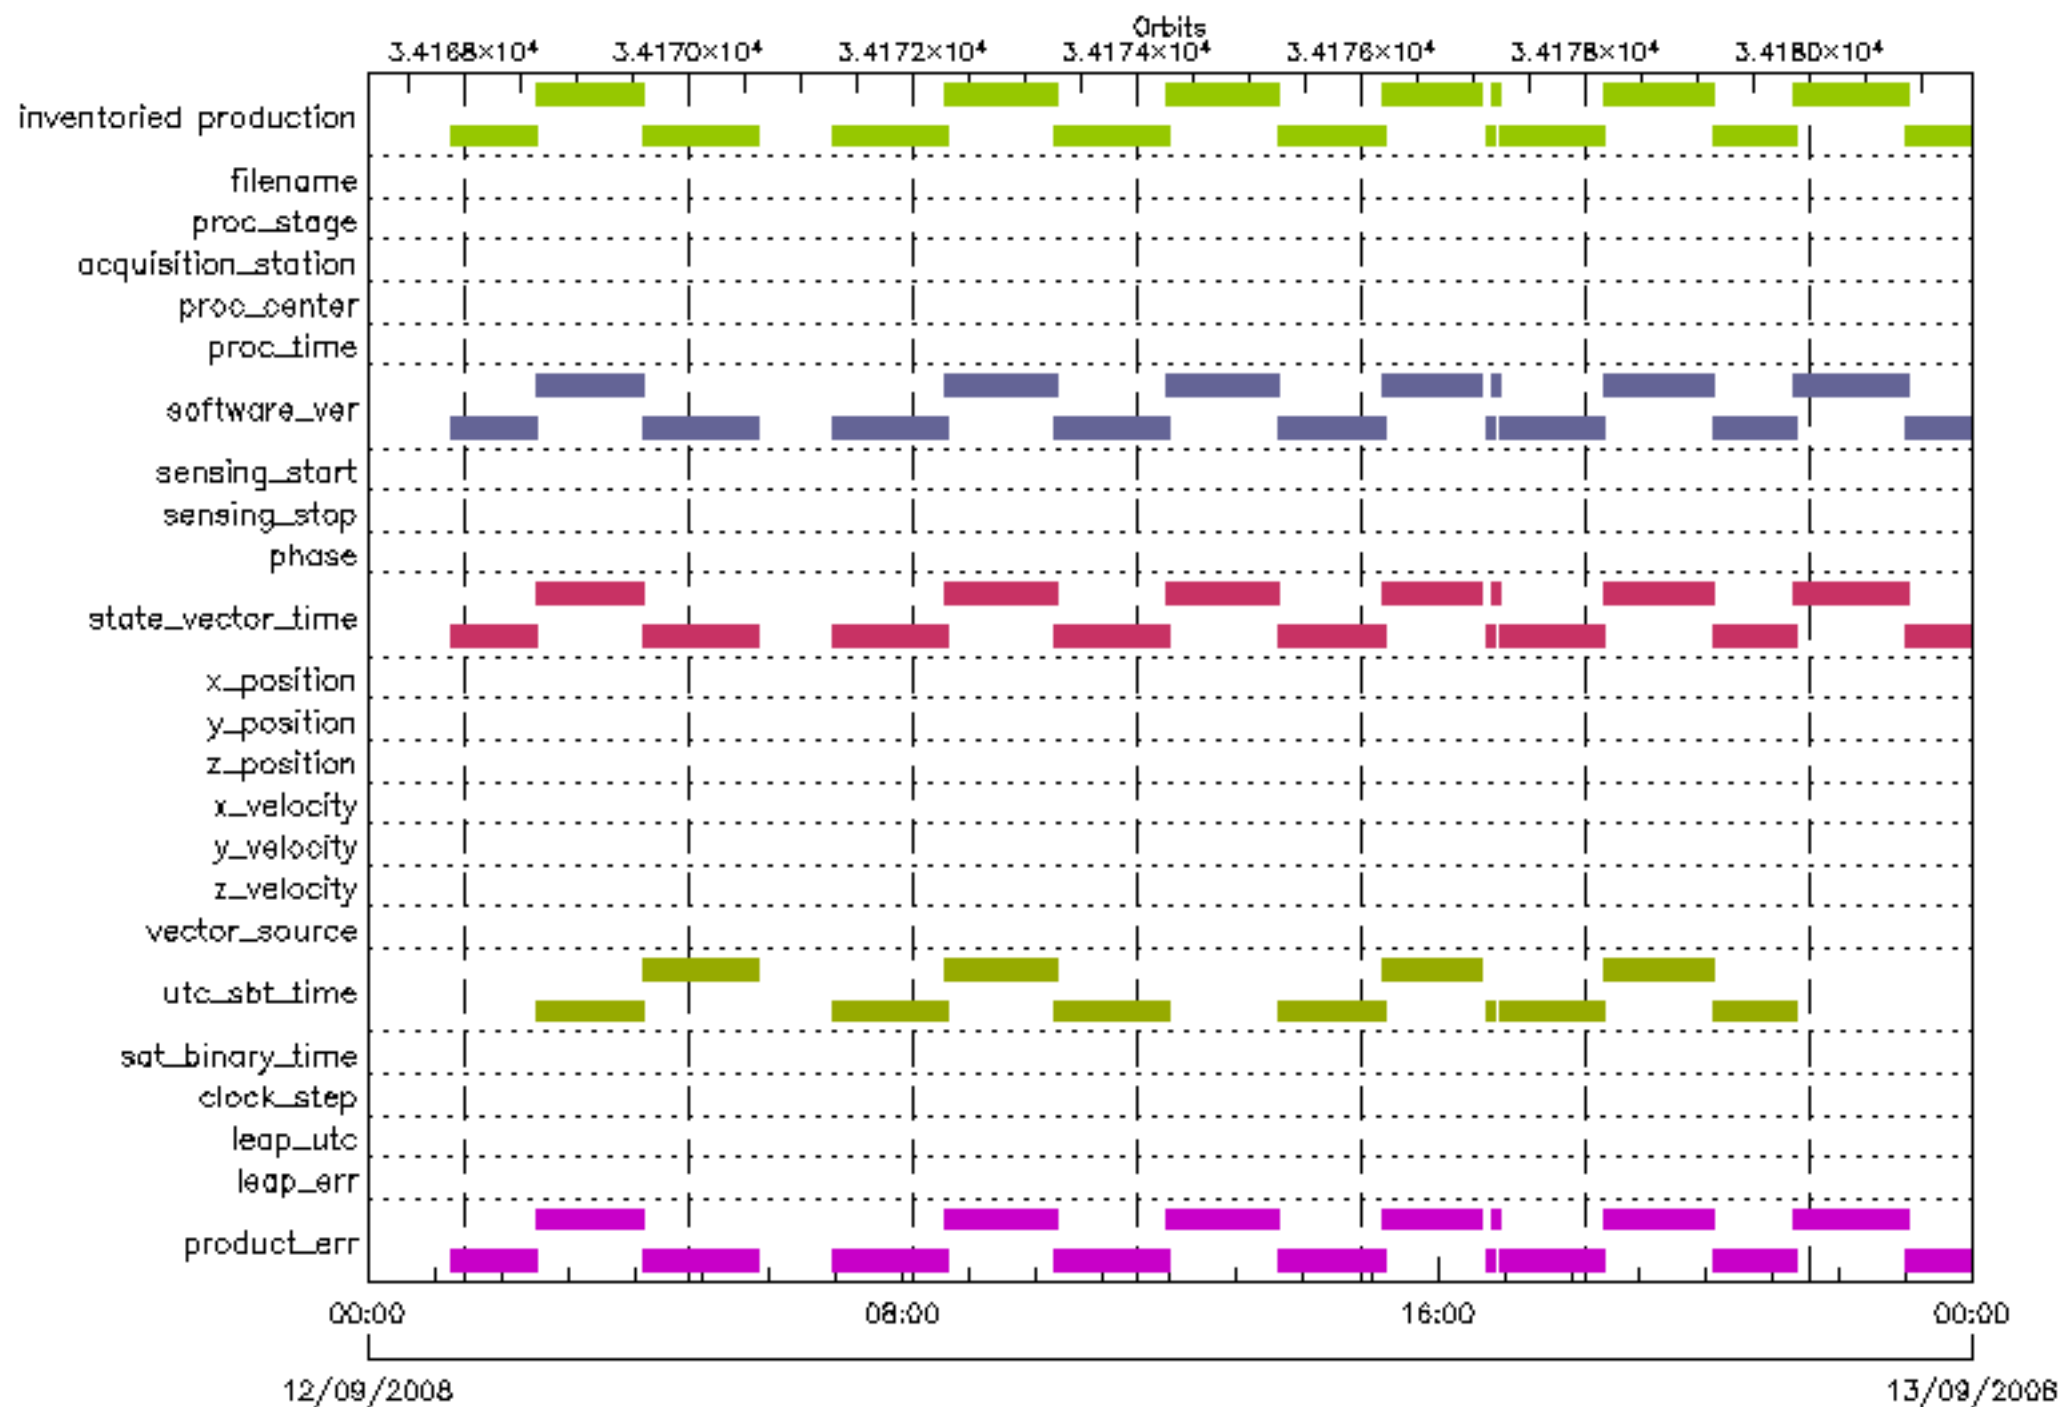 Orbits
3.4168×10⁴ 3.4170×10⁴ 3.4172×10⁴ 3.4174×10⁴ 3.4176×10⁴ 3.4178×10⁴ 3.4180×10⁴
inventoried production
filename
proc_stage
acquisition_station
proc_center
proc_time
software_ver
sensing_start
sensing_stop
phase
state_vector_time
x_position
y_position
z_position
x_velocity
y_velocity
z_velocity
vector_source
utc_sbt_time
sat_binary_time
clock_step
leap_utc
leap_err
product_err
00:00 08:00 16:00 00:00
12/09/2008 13/09/2008